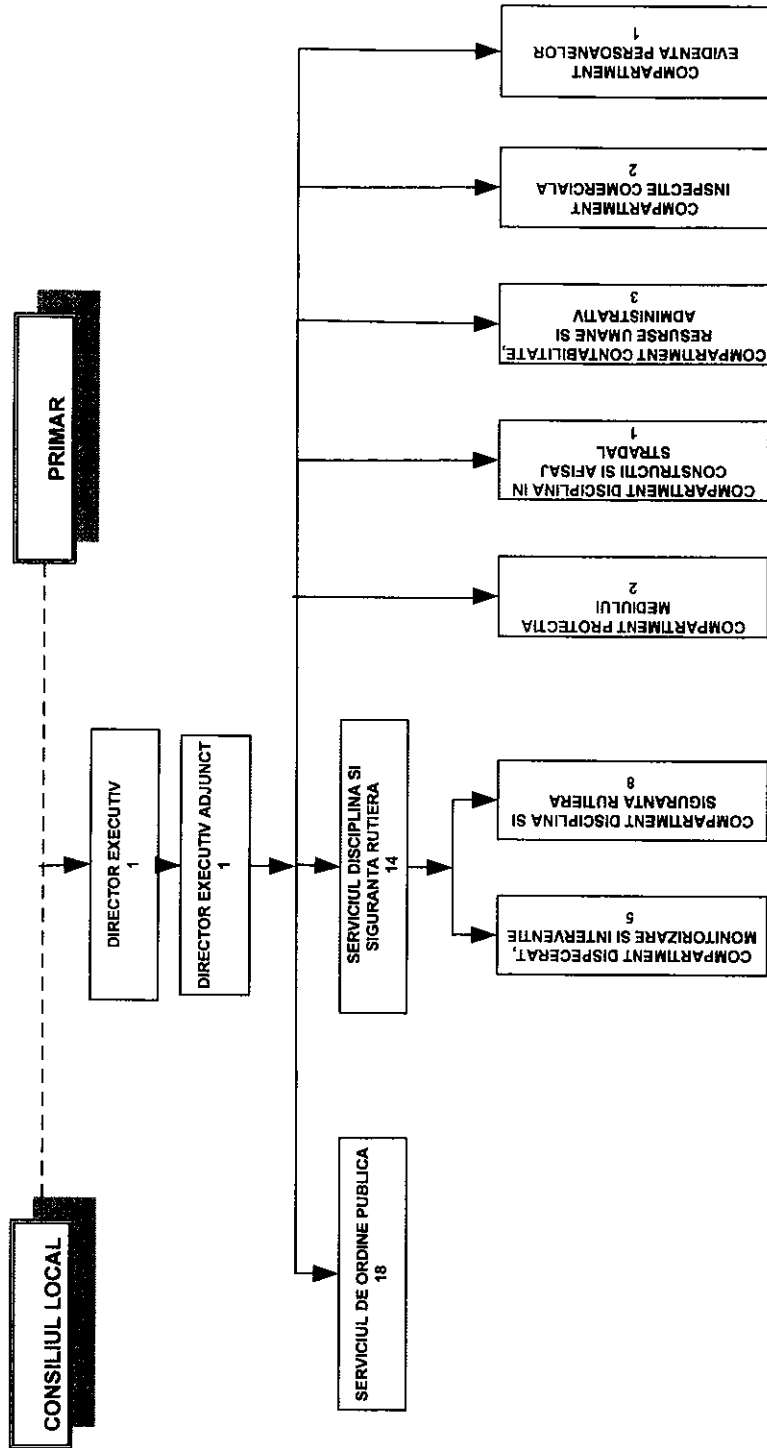 CONSILIUL LOCAL
PRIMAR
DIRECTOR EXECUTIV
1
DIRECTOR EXECUTIV ADJUNCT
1
SERVICIUL DE ORDINE PUBLICA
18
SERVICIUL DISCIPLINA SI
SIGURANTA RUTIERA
14
COMPARTIMENT DISPECERAT,
MONITORIZARE SI INTERVENTIE
5
COMPARTIMENT DISCIPLINA SI
SIGURANTA RUTIERA
8
COMPARTIMENT PROTECTIA
MEDIULUI
2
COMPARTIMENT DISCIPLINA IN
CONSTRUCTII SI AFISAJ
STRADAL
1
COMPARTIMENT CONTABILITATE,
RESURSE UMANE SI
ADMINISTRATIV
3
COMPARTIMENT
INSPECTIE COMERCIALA
2
COMPARTIMENT
EVIDENTA PERSOANELOR
1